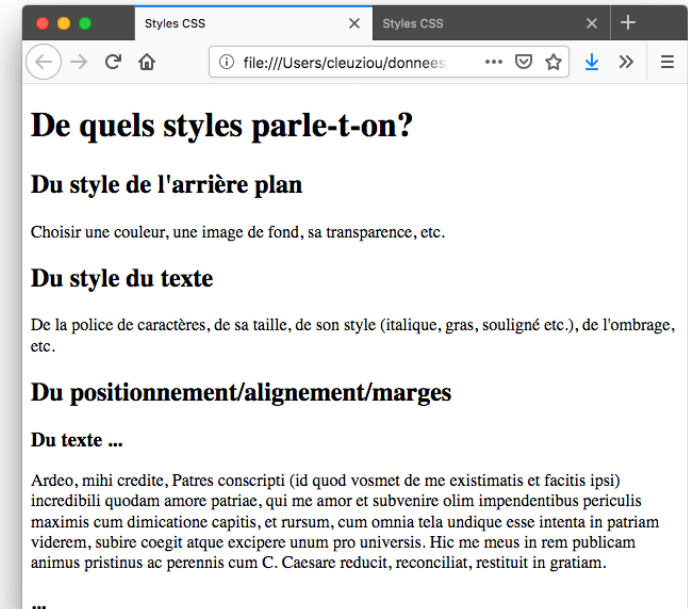 Styles CSS
Styles CSS
file:///Users/cleuziou/donnees
De quels styles parle-t-on?
Du style de l'arrière plan
Choisir une couleur, une image de fond, sa transparence, etc.
Du style du texte
De la police de caractères, de sa taille, de son style (italique, gras, souligné etc.), de l'ombrage,
etc.
Du positionnement/alignement/marges
Du texte ...
Ardeo, mihi credite, Patres conscripti (id quod vosmet de me existimatis et facitis ipsi)
incredibili quodam amore patriae, qui me amor et subvenire olim impendentibus periculis
maximis cum dimicatione capitis, et rursum, cum omnia tela undique esse intenta in patriam
viderem, subire coegit atque excipere unum pro universis. Hic me meus in rem publicam
animus pristinus ac perennis cum C. Caesare reducit, reconciliat, restituit in gratiam.
...